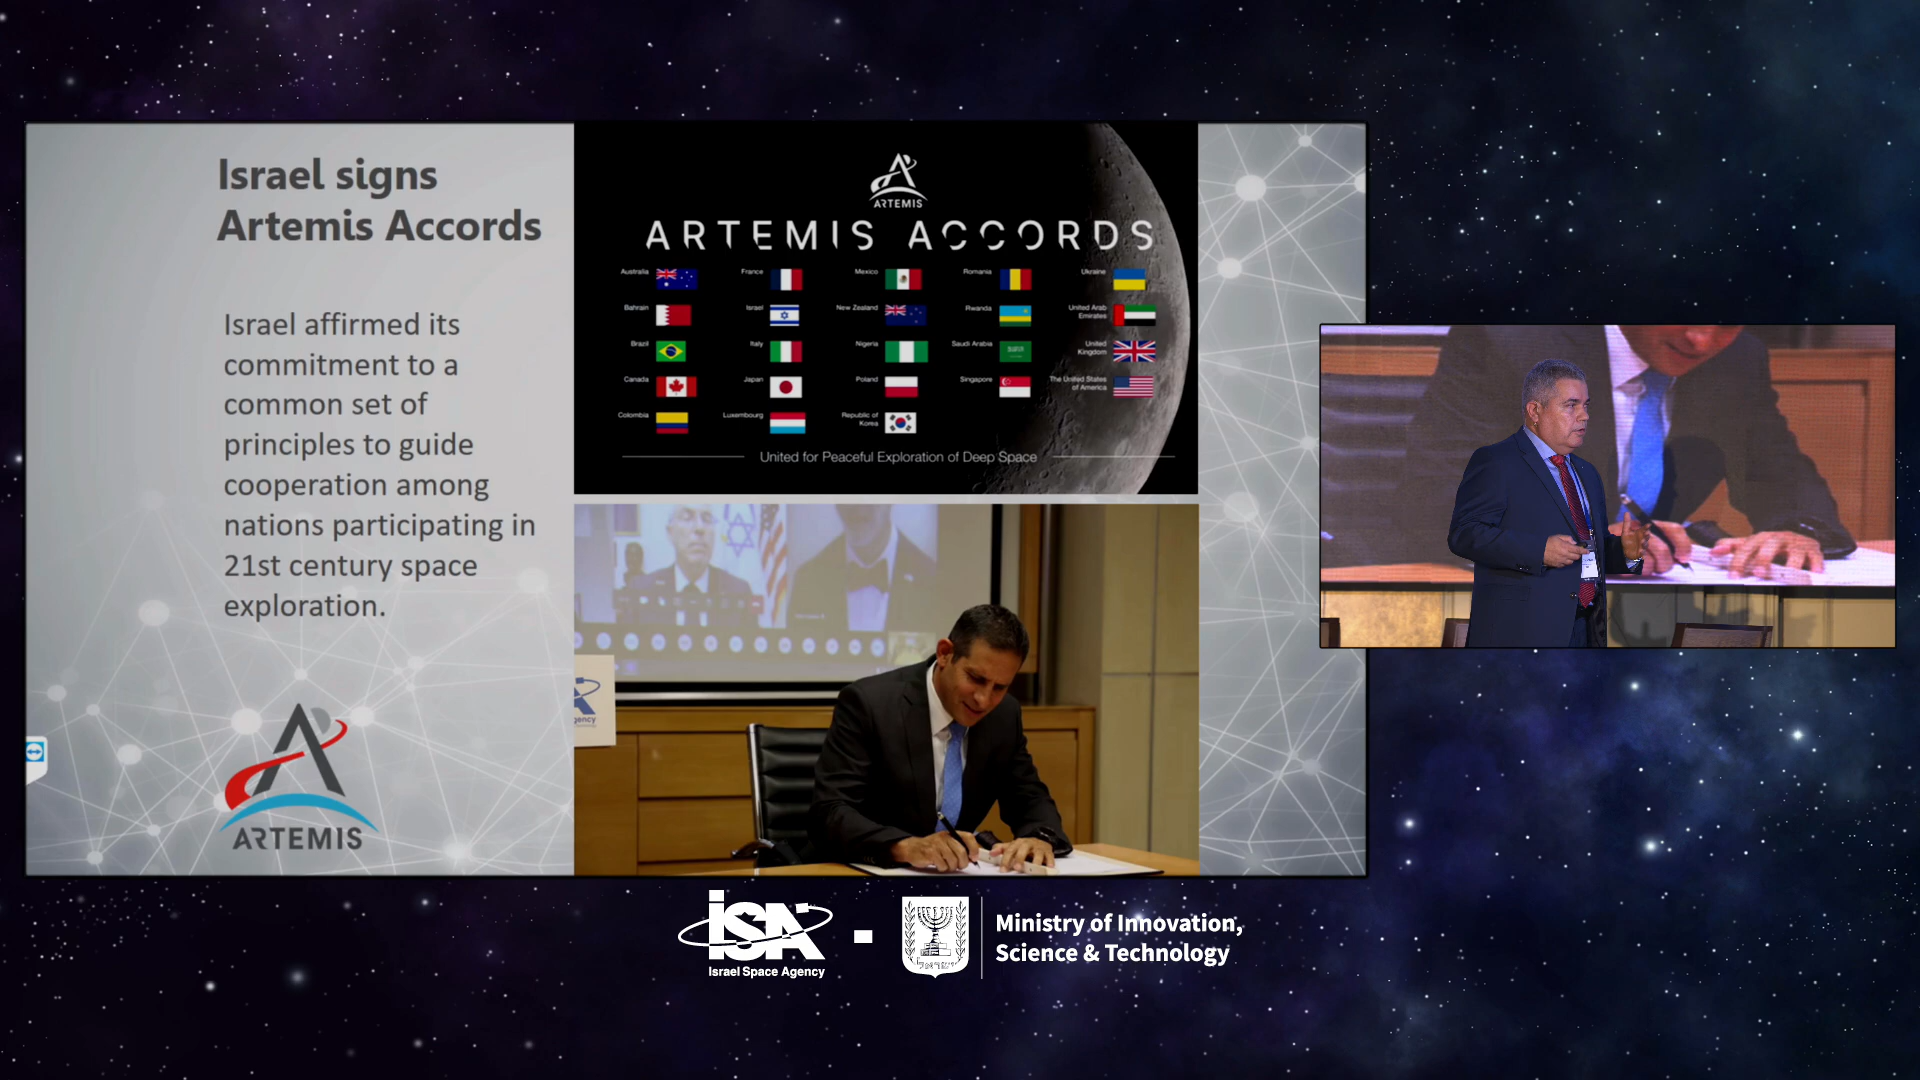 Israel signs
Artemis Accords
Israel affirmed its
commitment to a
common set of
principles to guide
cooperation among
nations participating in
21st century space
exploration.
ARTEMIS
ARTEMIS
ARTEMIS ACCORDS
Australia
France
Mexico
Romania
Ukraine
Bahrain
Israel
New Zealand
Rwanda
United Arab
Emirates
Brazil
Italy
Nigeria
Saudi Arabia
United
Kingdom
Canada
Japan
Poland
Singapore
The United States
of America
Colombia
Luxembourg
Republic of
Korea
United for Peaceful Exploration of Deep Space
ISA
Israel Space Agency
Ministry of Innovation,
Science & Technology